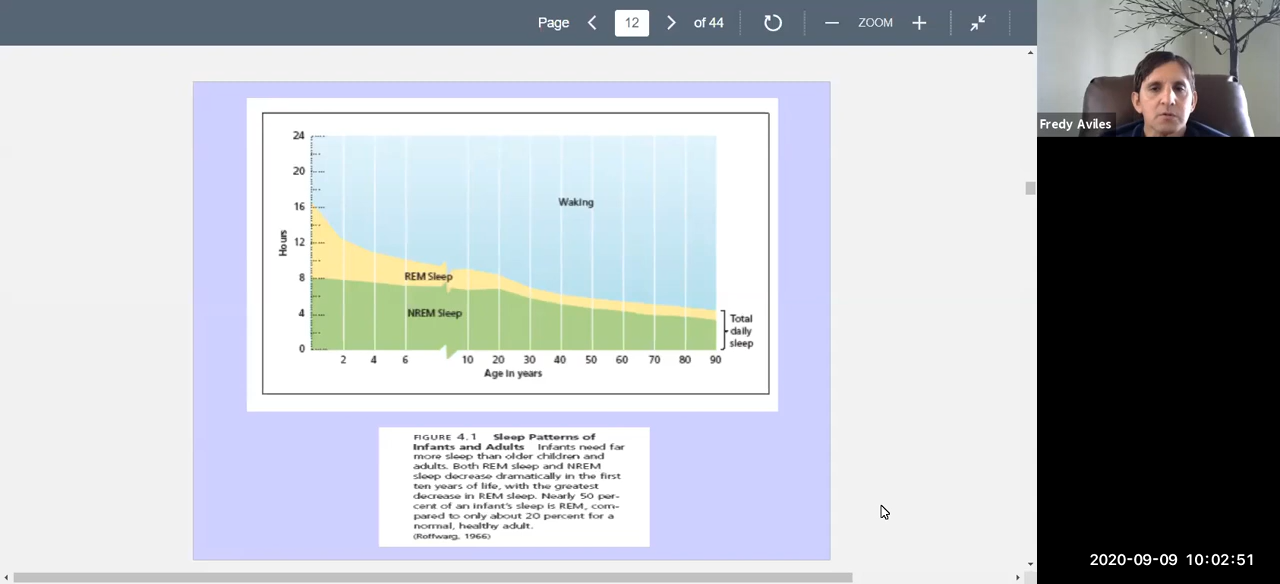 Page 12 of 44 ZOOM
Fredy Aviles
24
20
16
12
8
4
0
Hours
Waking
REM Sleep
NREM Sleep
Total
daily
sleep
2 4 6 10 20 30 40 50 60 70 80 90
Age in years
FIGURE 4.1 Sleep Patterns of
Infants and Adults Infants need far
more sleep than older children and
adults. Both REM sleep and NREM
sleep decrease dramatically in the first
ten years of life, with the greatest
decrease in REM sleep. Nearly 50 per-
cent of an infant's sleep is REM, com-
pared to only about 20 percent for a
normal, healthy adult.
(Roffwarg, 1966)
2020-09-09 10:02:51